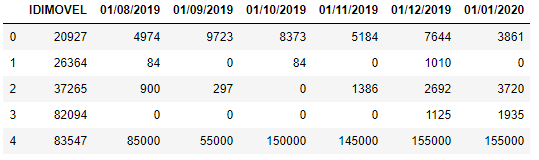 IDIMOVEL 01/08/2019 01/09/2019 01/10/2019 01/11/2019 01/12/2019 01/01/2020
0 20927 4974 9723 8373 5184 7644 3861
1 26364 84 0 84 0 1010 0
2 37265 900 297 0 1386 2692 3720
3 82094 0 0 0 0 1125 1935
4 83547 85000 55000 150000 145000 155000 155000